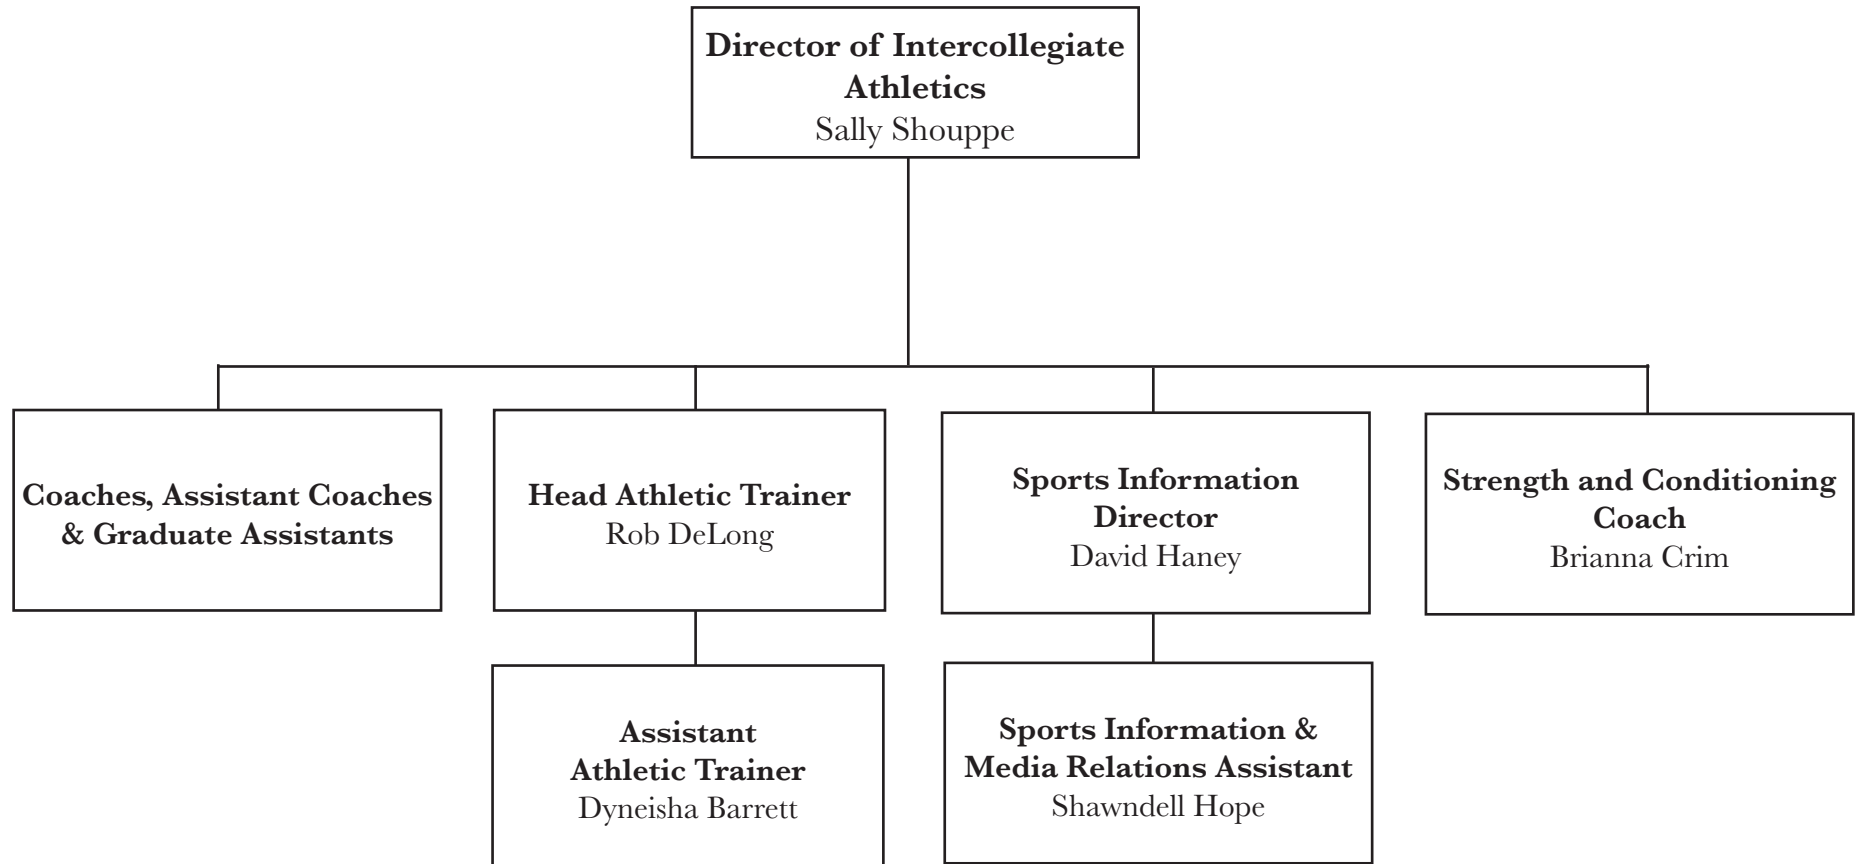 Director of Intercollegiate
Athletics
Sally Shouppe
Coaches, Assistant Coaches
& Graduate Assistants
Head Athletic Trainer
Rob DeLong
Sports Information
Director
David Haney
Strength and Conditioning
Coach
Brianna Crim
Assistant
Athletic Trainer
Dyneisha Barrett
Sports Information &
Media Relations Assistant
Shawndell Hope